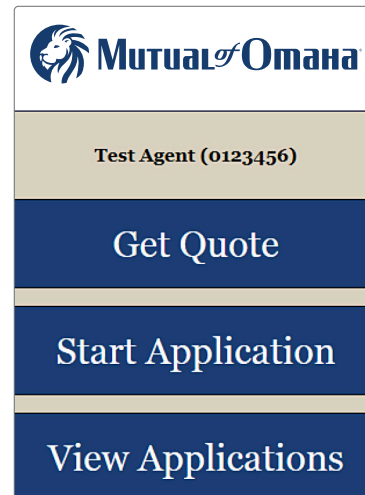 Mutual of Omaha
Test Agent (0123456)
Get Quote
Start Application
View Applications